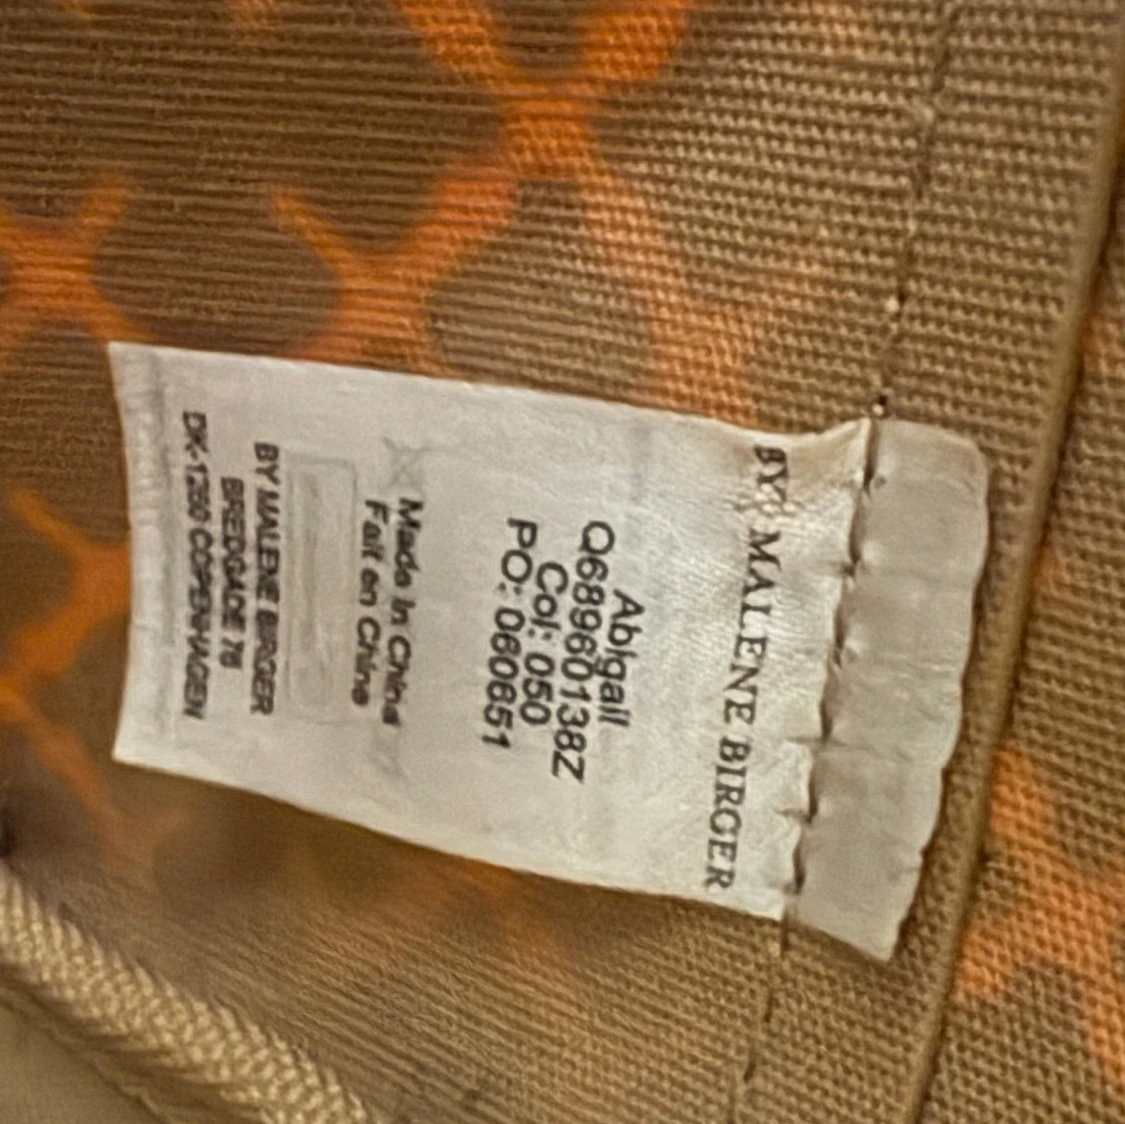 BY MALENE BIRGER
Abigail
Q68960138Z
Col: 050
PO: 060651
Made in China
Fait en Chine
BY MALENE BIRGER
BREDGADE 76
DK-1260 COPENHAGEN